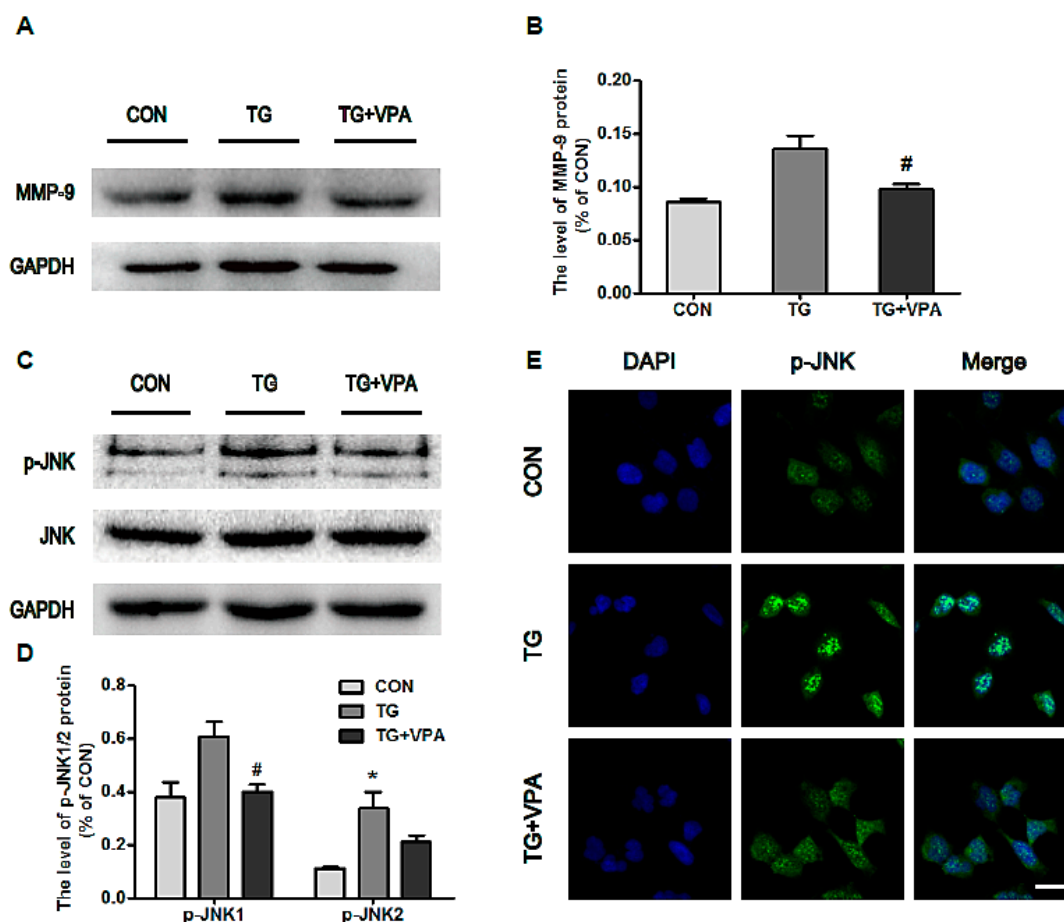 A
CON TG TG+VPA
MMP-9
GAPDH
B
The level of MMP-9 protein
(% of CON)
0.20
0.15
0.10
0.05
0.00
#
CON TG TG+VPA
C
CON TG TG+VPA
p-JNK
JNK
GAPDH
D
The level of p-JNK1/2 protein
(% of CON)
0.8
0.6
0.4
0.2
0.0
CON
TG
TG+VPA
#
*
p-JNK1 p-JNK2
E
DAPI p-JNK Merge
CON
TG
TG+VPA